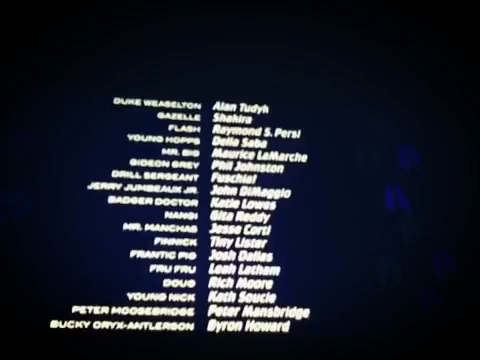 DUKE WEASELTON Alan Tudyk
GAZELLE Shakira
FLASH Raymond S. Persi
YOUNG HOPPS Della Saba
MR. BIG Maurice LaMarche
GIDEON GREY Phil Johnston
DRILL SERGEANT Fuschia!
JERRY JUMBEAUX JR. John DiMaggio
BADGER DOCTOR Katie Lowes
NANGI Gita Reddy
MR. MANCHAS Jesse Corti
FINNICK Tiny Lister
FRANTIC PIG Josh Dallas
FRU FRU Leah Latham
DOUG Rich Moore
YOUNG NICK Kath Soucie
PETER MOOSEBRIDGE Peter Mansbridge
BUCKY ORYX-ANTLERSON Byron Howard